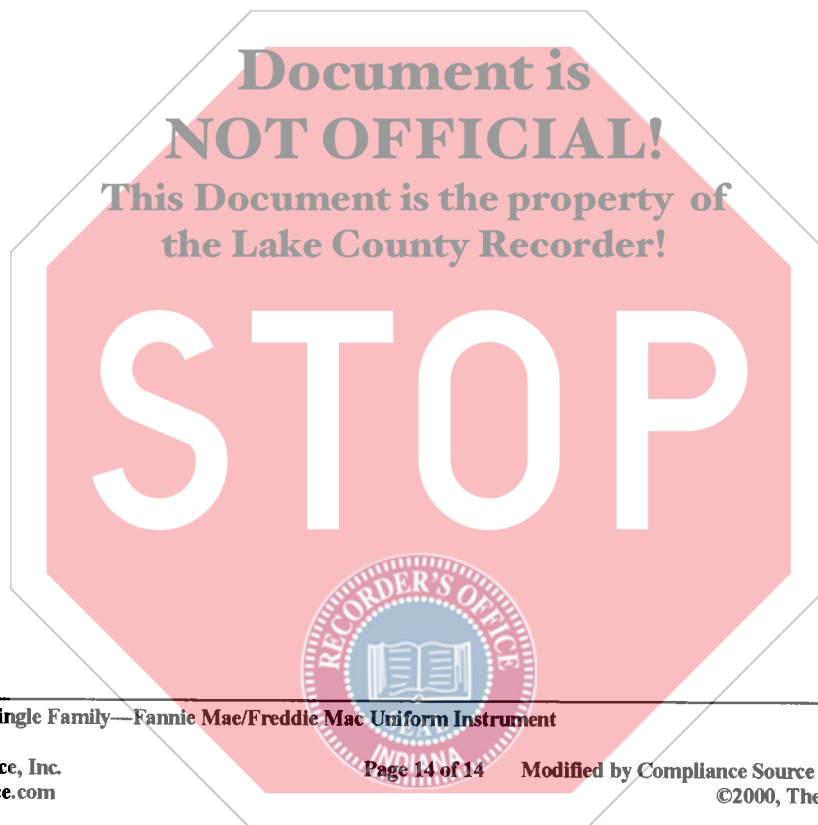 Document is
NOT OFFICIAL!
This Document is the property of
the Lake County Recorder!
STOP
RECORDER'S OFFICE
SEAL
INDIANA
ingle Family—Fannie Mae/Freddie Mac Uniform Instrument
ce, Inc.
Page 14 of 14 Modified by Compliance Source
ce.com
©2000, The